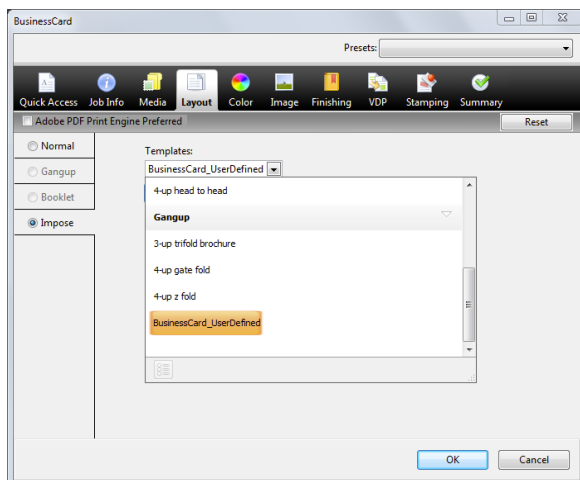 BusinessCard
Presets:
Quick Access Job Info Media Layout Color Image Finishing VDP Stamping Summary
Adobe PDF Print Engine Preferred Reset
Normal
Gangup
Booklet
Impose
Templates:
BusinessCard_UserDefined
4-up head to head
Gangup
3-up trifold brochure
4-up gate fold
4-up z fold
BusinessCard_UserDefined
OK Cancel